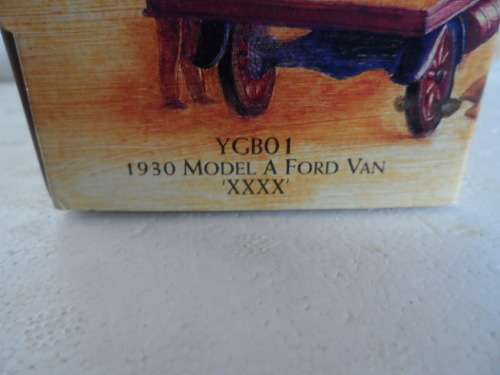 YGB01
1930 MODEL A FORD VAN
'XXXX'